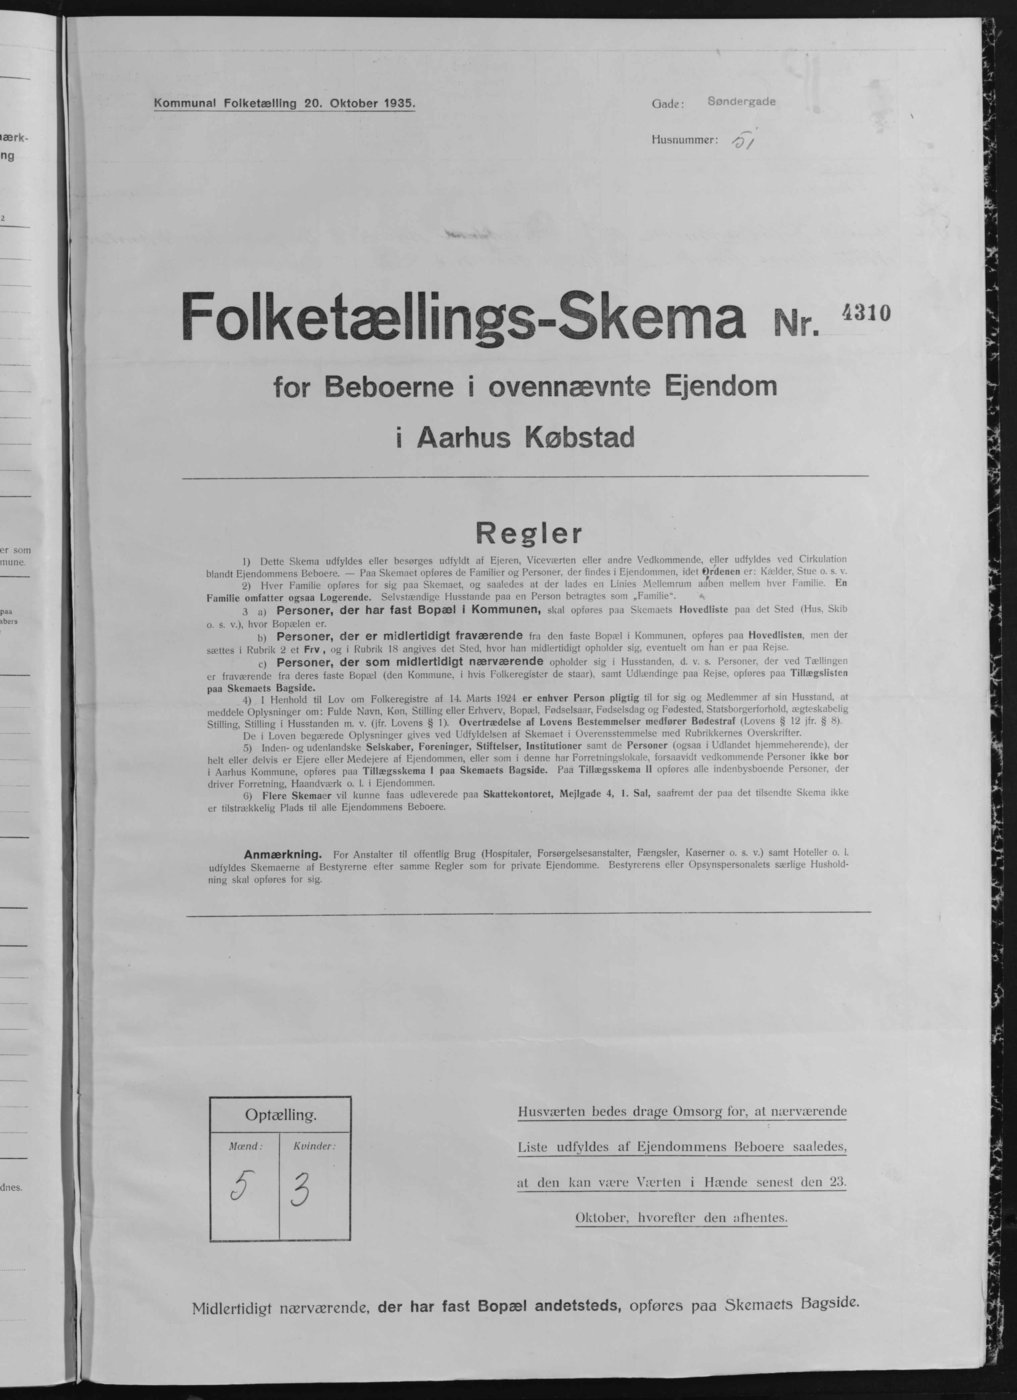 Kommunal Folketælling 20. Oktober 1935.
Gade: Søndergade
Husnummer: 51
Folketællings-Skema Nr. 4310
for Beboerne i ovennævnte Ejendom
i Aarhus Købstad
Regler
1) Dette Skema udfyldes eller besørges udfyldt af Ejeren, Viceværten eller andre Vedkommende, eller udfyldes ved Cirkulation
blandt Ejendommens Beboere. — Paa Skemaet opføres de Familier og Personer, der findes i Ejendommen, idet Ordenen er: Kælder, Stue o. s. v.
2) Hver Familie opføres for sig paa Skemaet, og saaledes at der lades en Linies Mellemrum aaben mellem hver Familie. En
Familie omfatter ogsaa Logerende. Selvstændige Husstande paa en Person betragtes som „Familie".
3 a) Personer, der har fast Bopæl i Kommunen, skal opføres paa Skemaets Hovedliste paa det Sted (Hus, Skib
o. s. v.), hvor Bopælen er.
b) Personer, der er midlertidigt fraværende fra den faste Bopæl i Kommunen, opføres paa Hovedlisten, men der
sættes i Rubrik 2 et Frv, og i Rubrik 18 angives det Sted, hvor han midlertidigt opholder sig, eventuelt om han er paa Rejse.
c) Personer, der som midlertidigt nærværende opholder sig i Husstanden, d. v. s. Personer, der ved Tællingen
er fraværende fra deres faste Bopæl (den Kommune, i hvis Folkeregister de staar), samt Udlændinge paa Rejse, opføres paa Tillægslisten
paa Skemaets Bagside.
4) I Henhold til Lov om Folkeregistre af 14. Marts 1924 er enhver Person pligtig til for sig og Medlemmer af sin Husstand, at
meddele Oplysninger om: Fulde Navn, Køn, Stilling eller Erhverv, Bopæl, Fødselsaar, Fødselsdag og Fødested, Statsborgerforhold, ægteskabelig
Stilling, Stilling i Husstanden m. v. (jfr. Lovens § 1). Overtrædelse af Lovens Bestemmelser medfører Bødestraf (Lovens § 12 jfr. § 8).
De i Loven begærede Oplysninger gives ved Udfyldelsen af Skemaet i Overensstemmelse med Rubrikkernes Overskrifter.
5) Inden- og udenlandske Selskaber, Foreninger, Stiftelser, Institutioner samt de Personer (ogsaa i Udlandet hjemmehørende), der
helt eller delvis er Ejere eller Medejere af Ejendommen, eller som i denne har Forretningslokale, forsaavidt vedkommende Personer ikke bor
i Aarhus Kommune, opføres paa Tillægsskema I paa Skemaets Bagside. Paa Tillægsskema II opføres alle indenbysboende Personer, der
driver Forretning, Haandværk o. l. i Ejendommen.
6) Flere Skemaer vil kunne faas udleverede paa Skattekontoret, Mejlgade 4, 1. Sal, saafremt der paa det tilsendte Skema ikke
er tilstrækkelig Plads til alle Ejendommens Beboere.
Anmærkning. For Anstalter til offentlig Brug (Hospitaler, Forsørgelsesanstalter, Fængsler, Kaserner o. s. v.) samt Hoteller o. l.
udfyldes Skemaerne af Bestyrerne efter samme Regler som for private Ejendomme. Bestyrerens eller Opsynspersonalets særlige Hushold-
ning skal opføres for sig.
Optælling.
Mænd: Kvinder:
5 3
Husværten bedes drage Omsorg for, at nærværende
Liste udfyldes af Ejendommens Beboere saaledes,
at den kan være Værten i Hænde senest den 23.
Oktober, hvorefter den afhentes.
Midlertidigt nærværende, der har fast Bopæl andetsteds, opføres paa Skemaets Bagside.